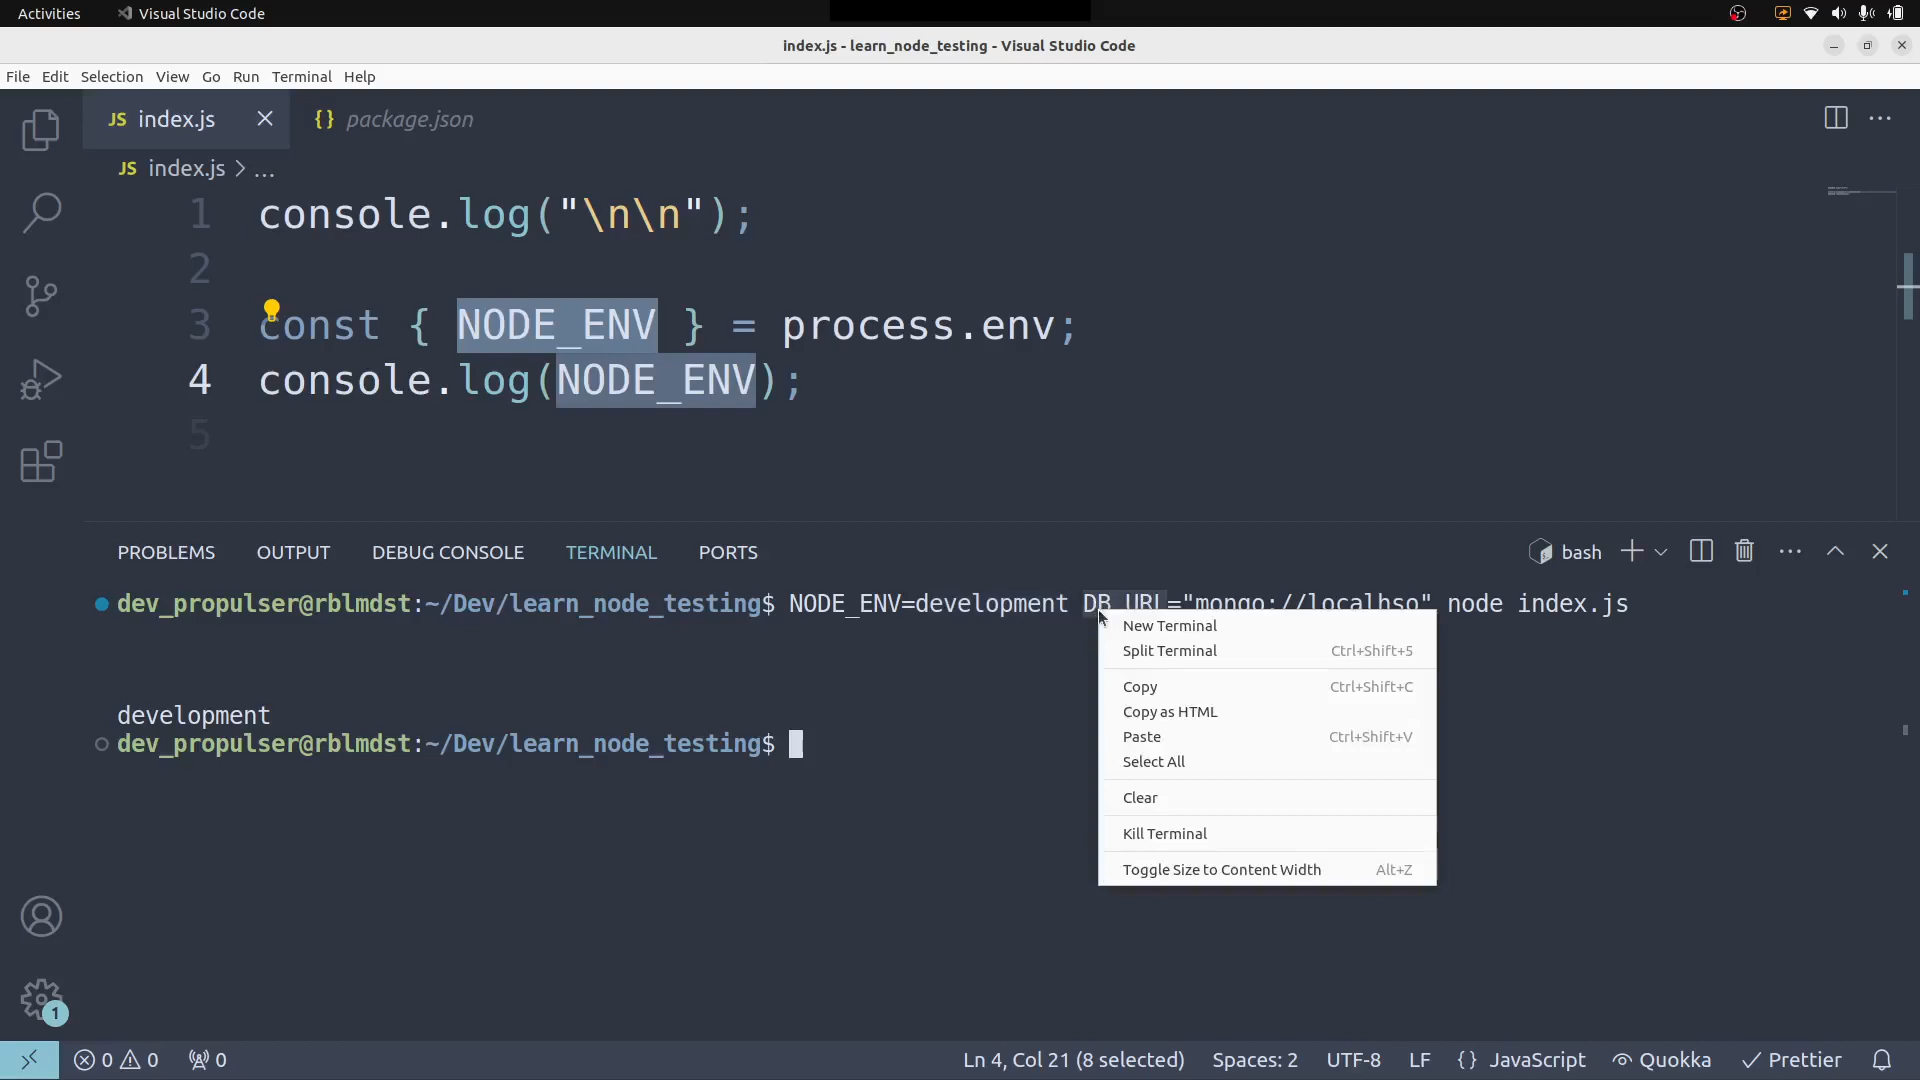 Activities Visual Studio Code
index.js - learn_node_testing - Visual Studio Code
File Edit Selection View Go Run Terminal Help
JS index.js {} package.json
JS index.js > ...
1 console.log("\n\n");
2
3 const { NODE_ENV } = process.env;
4 console.log(NODE_ENV);
5
PROBLEMS OUTPUT DEBUG CONSOLE TERMINAL PORTS bash
dev_propulser@rblmdst:~/Dev/learn_node_testing$ NODE_ENV=development DB_URL="mongo://localhso" node index.js
development
dev_propulser@rblmdst:~/Dev/learn_node_testing$
New Terminal
Split Terminal Ctrl+Shift+5
Copy Ctrl+Shift+C
Copy as HTML
Paste Ctrl+Shift+V
Select All
Clear
Kill Terminal
Toggle Size to Content Width Alt+Z
1
0 0 0 Ln 4, Col 21 (8 selected) Spaces: 2 UTF-8 LF {} JavaScript Quokka Prettier